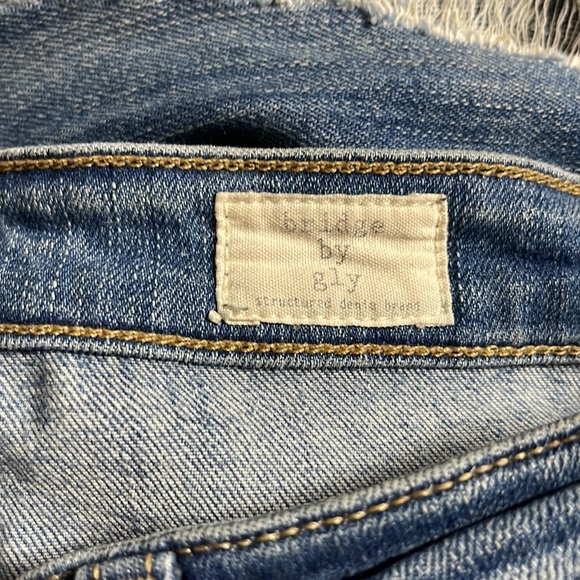 bridge
by
gly
structured denim brand